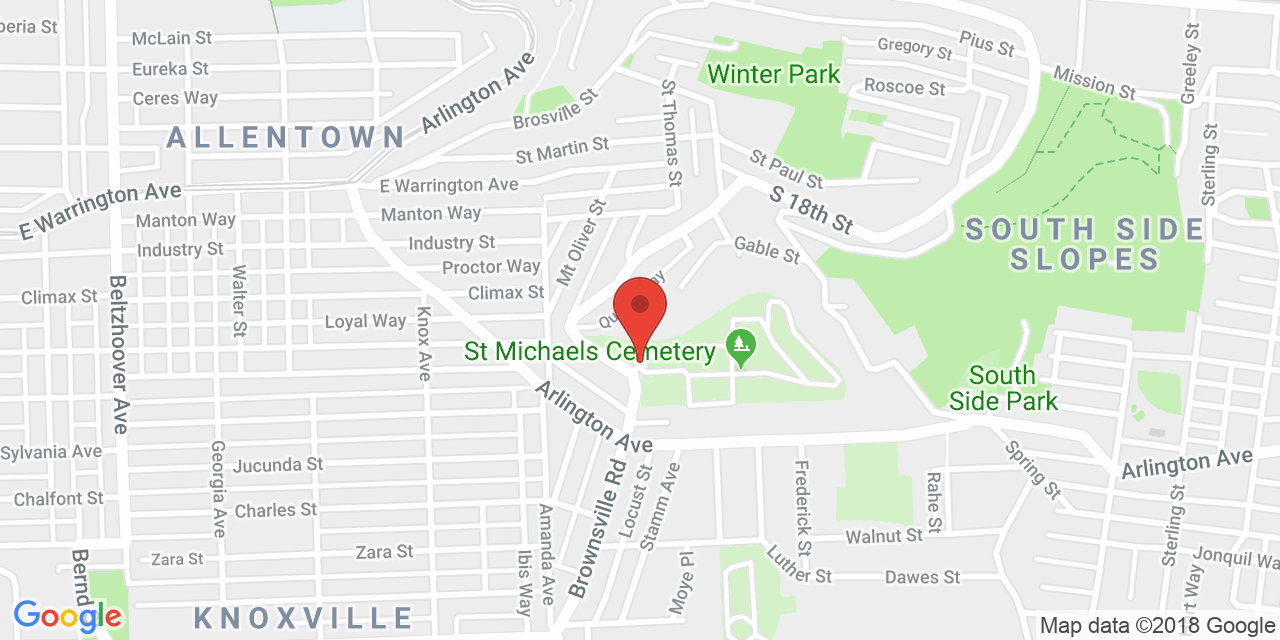 McLain St
Eureka St
Ceres Way
ALLENTOWN
Arlington Ave
Brosville St
St Thomas St
Winter Park
Gregory St
Pius St
Roscoe St
Mission St
Greeley St
Sterling St
St Martin St
St Paul St
S 18th St
E Warrington Ave
E Warrington Ave
Manton Way
Manton Way
Industry St
Industry St
Mt Oliver St
Gable St
SOUTH SIDE
SLOPES
Proctor Way
Climax St
Climax St
Walter St
Beltzhoover Ave
Loyal Way
Knox Ave
St Michaels Cemetery
South
Side Park
Arlington Ave
Arlington Ave
Sylvania Ave
Georgia Ave
Jucunda St
Chalfont St
Charles St
Zara St
Zara St
Amanda Ave
Ibis Way
Brownsville Rd
Locust St
Stamm Ave
Moye Pl
Frederick St
Luther St
Walnut St
Dawes St
Rahe St
Spring St
Sterling St
Jonquil Wa
KNOXVILLE
Google
Map data ©2018 Google